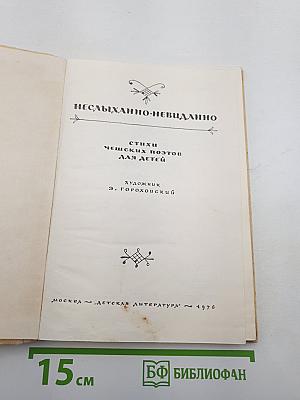 НЕСЛЫХАННО-НЕВИДАННО
СТИХИ
ЧЕШСКИХ ПОЭТОВ
ДЛЯ ДЕТЕЙ
ХУДОЖНИК
Э. ГОРОХОВСКИЙ
МОСКВА ~ „ДЕТСКАЯ ЛИТЕРАТУРА“ ~ 1976
15 см
БФ БИБЛИОФАН